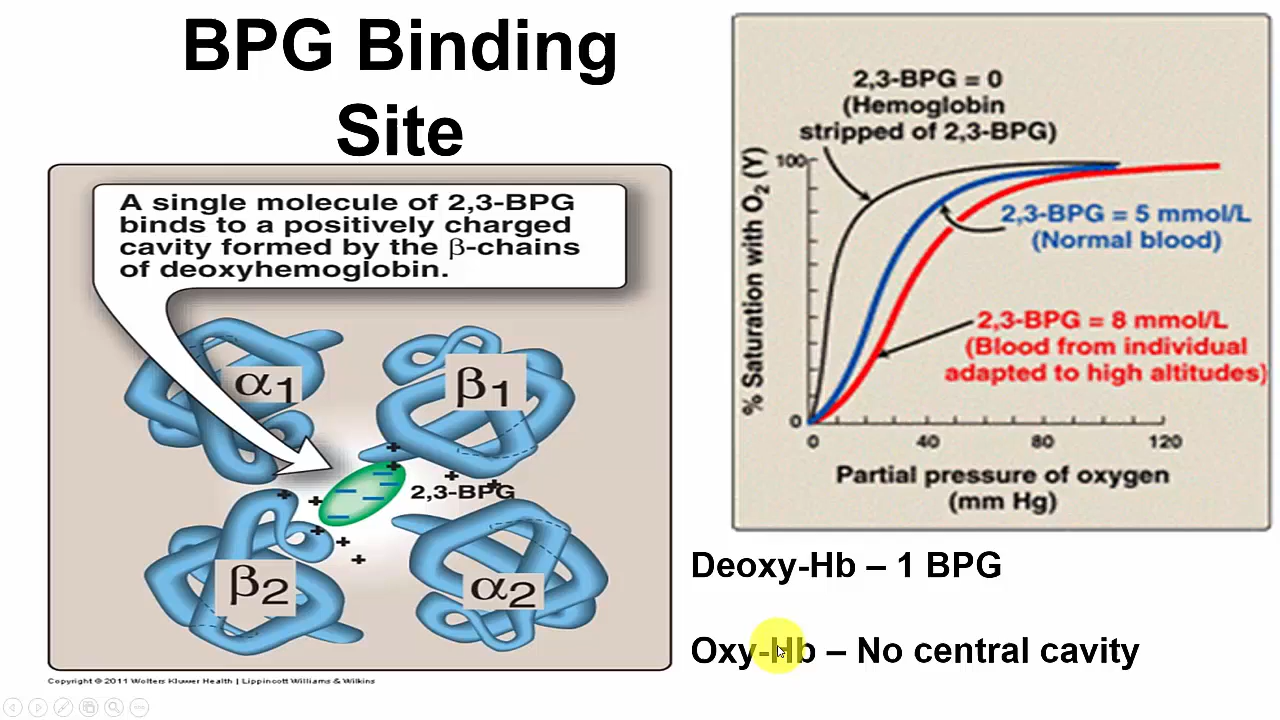 BPG Binding
Site
A single molecule of 2,3-BPG
binds to a positively charged
cavity formed by the β-chains
of deoxyhemoglobin.
α1
β1
2,3-BPG
β2
α2
Copyright © 2011 Wolters Kluwer Health | Lippincott Williams & Wilkins
2,3-BPG = 0
(Hemoglobin
stripped of 2,3-BPG)
% Saturation with O2 (Y)
100
2,3-BPG = 5 mmol/L
(Normal blood)
2,3-BPG = 8 mmol/L
(Blood from individual
adapted to high altitudes)
0
0 40 80 120
Partial pressure of oxygen
(mm Hg)
Deoxy-Hb – 1 BPG
Oxy-Hb – No central cavity